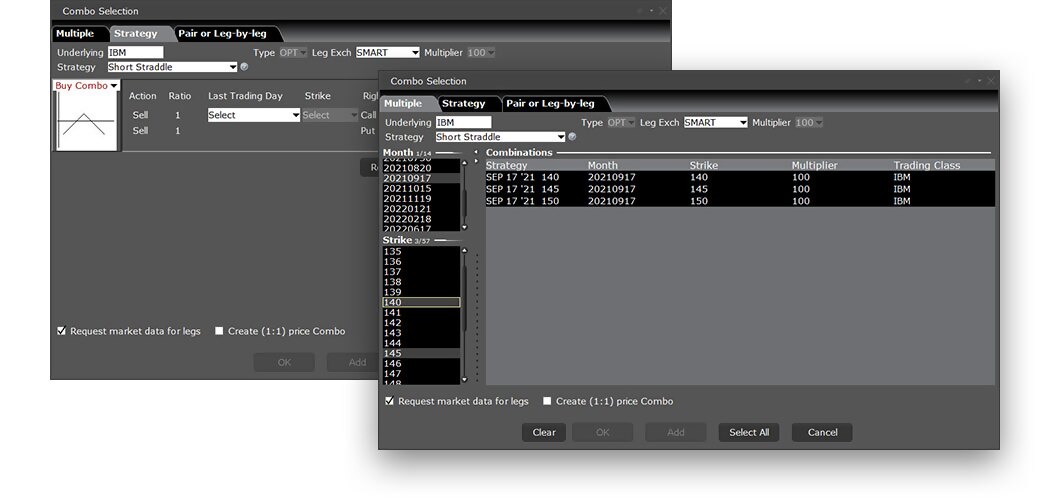 Combo Selection
Multiple Strategy Pair or Leg-by-leg
Underlying IBM Type OPT Leg Exch SMART Multiplier 100
Strategy Short Straddle
Buy Combo
Action Ratio Last Trading Day Strike
Sell 1 Select Select Call
Sell 1 Put
Request market data for legs Create (1:1) price Combo
OK Add
Combo Selection
Multiple Strategy Pair or Leg-by-leg
Underlying IBM Type OPT Leg Exch SMART Multiplier 100
Strategy Short Straddle
Month 1/14
20210730
20210820
20210917
20211015
20211119
20220121
20220218
20220617
Strike 3/57
135
136
137
138
139
140
141
142
143
144
145
146
147
148
Combinations
Strategy Month Strike Multiplier Trading Class
SEP 17 '21 140 20210917 140 100 IBM
SEP 17 '21 145 20210917 145 100 IBM
SEP 17 '21 150 20210917 150 100 IBM
Request market data for legs Create (1:1) price Combo
Clear OK Add Select All Cancel